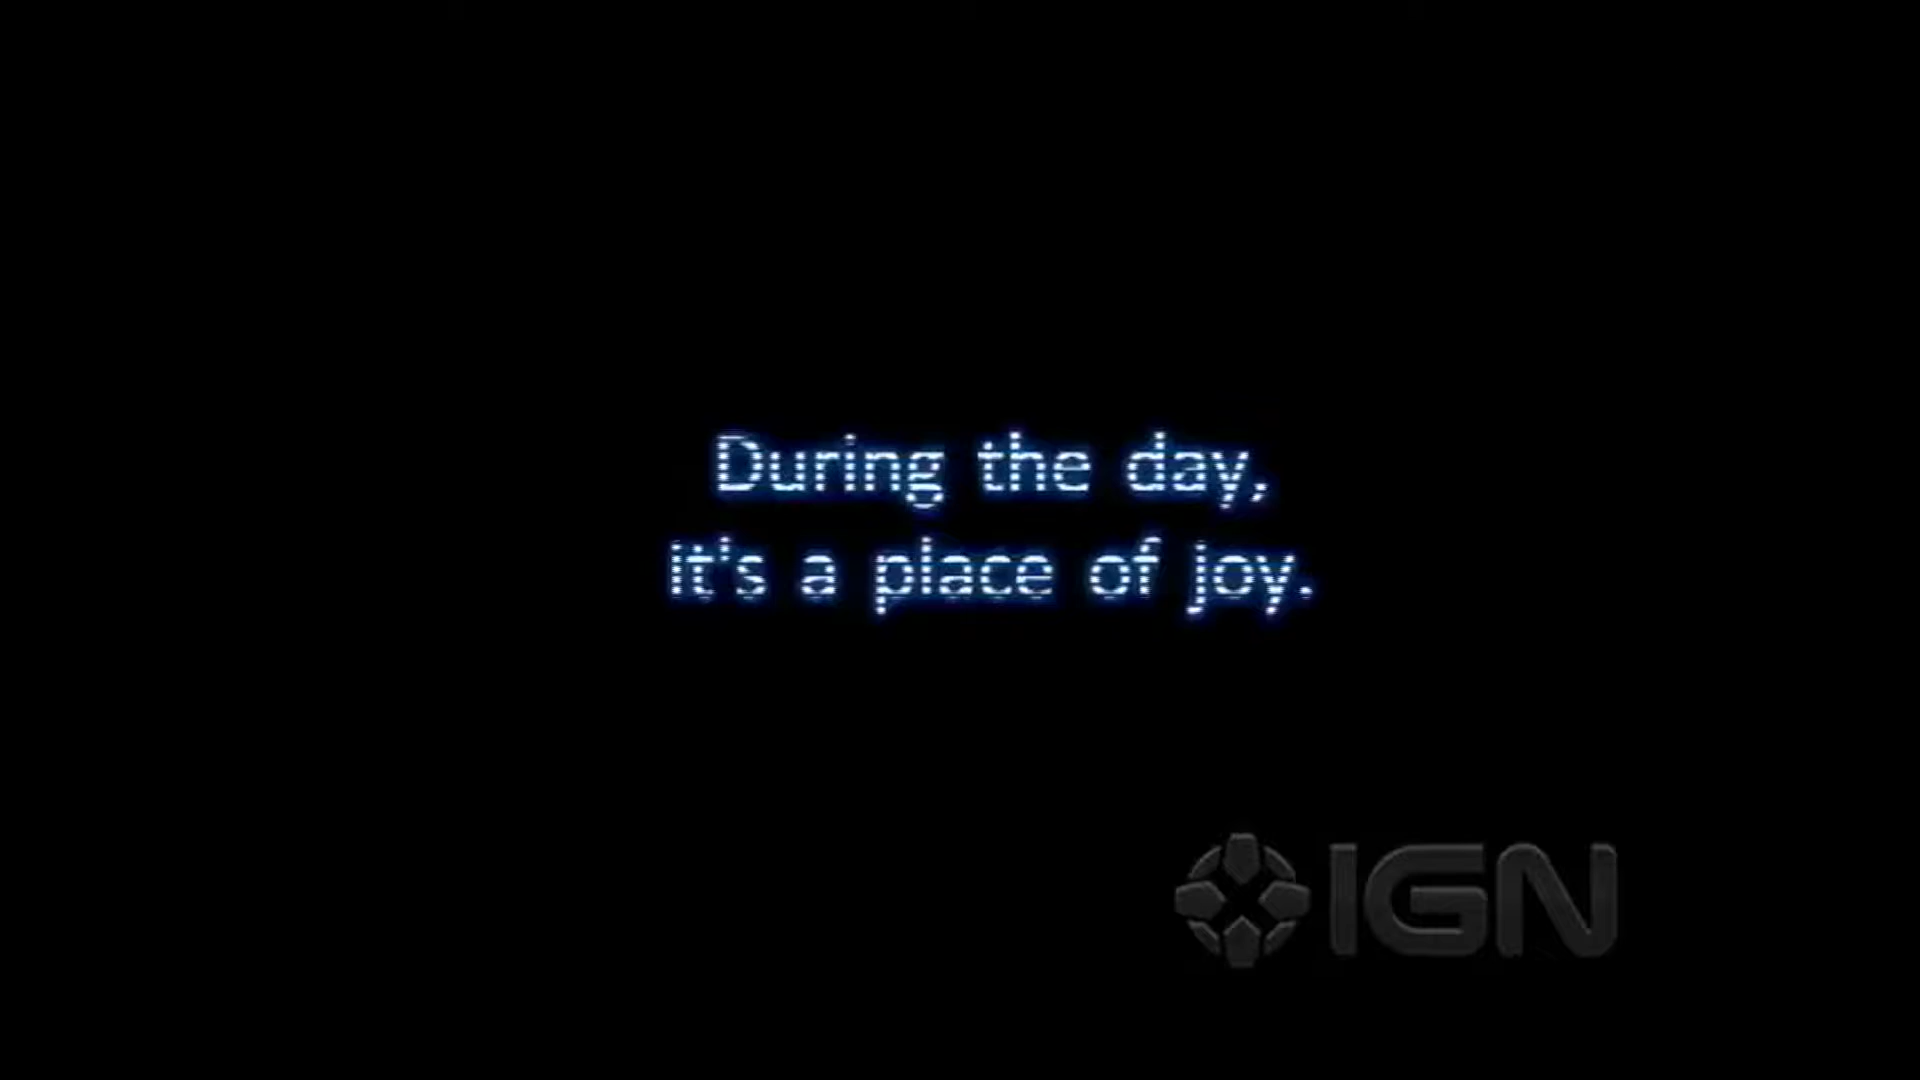 During the day,
it's a place of joy.
IGN